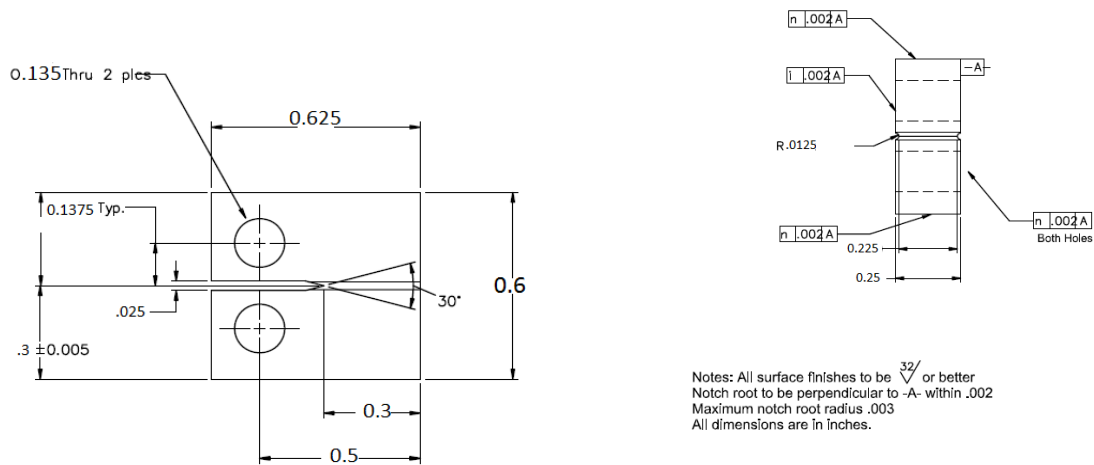 0.135 Thru 2 plcs
0.625
0.1375 Typ.
.025
.3 ±0.005
30°
0.6
0.3
0.5
n .002 A
-A-
i .002 A
R.0125
n .002 A
n .002 A
Both Holes
0.225
0.25
32/
Notes: All surface finishes to be √ or better
Notch root to be perpendicular to -A- within .002
Maximum notch root radius .003
All dimensions are in inches.